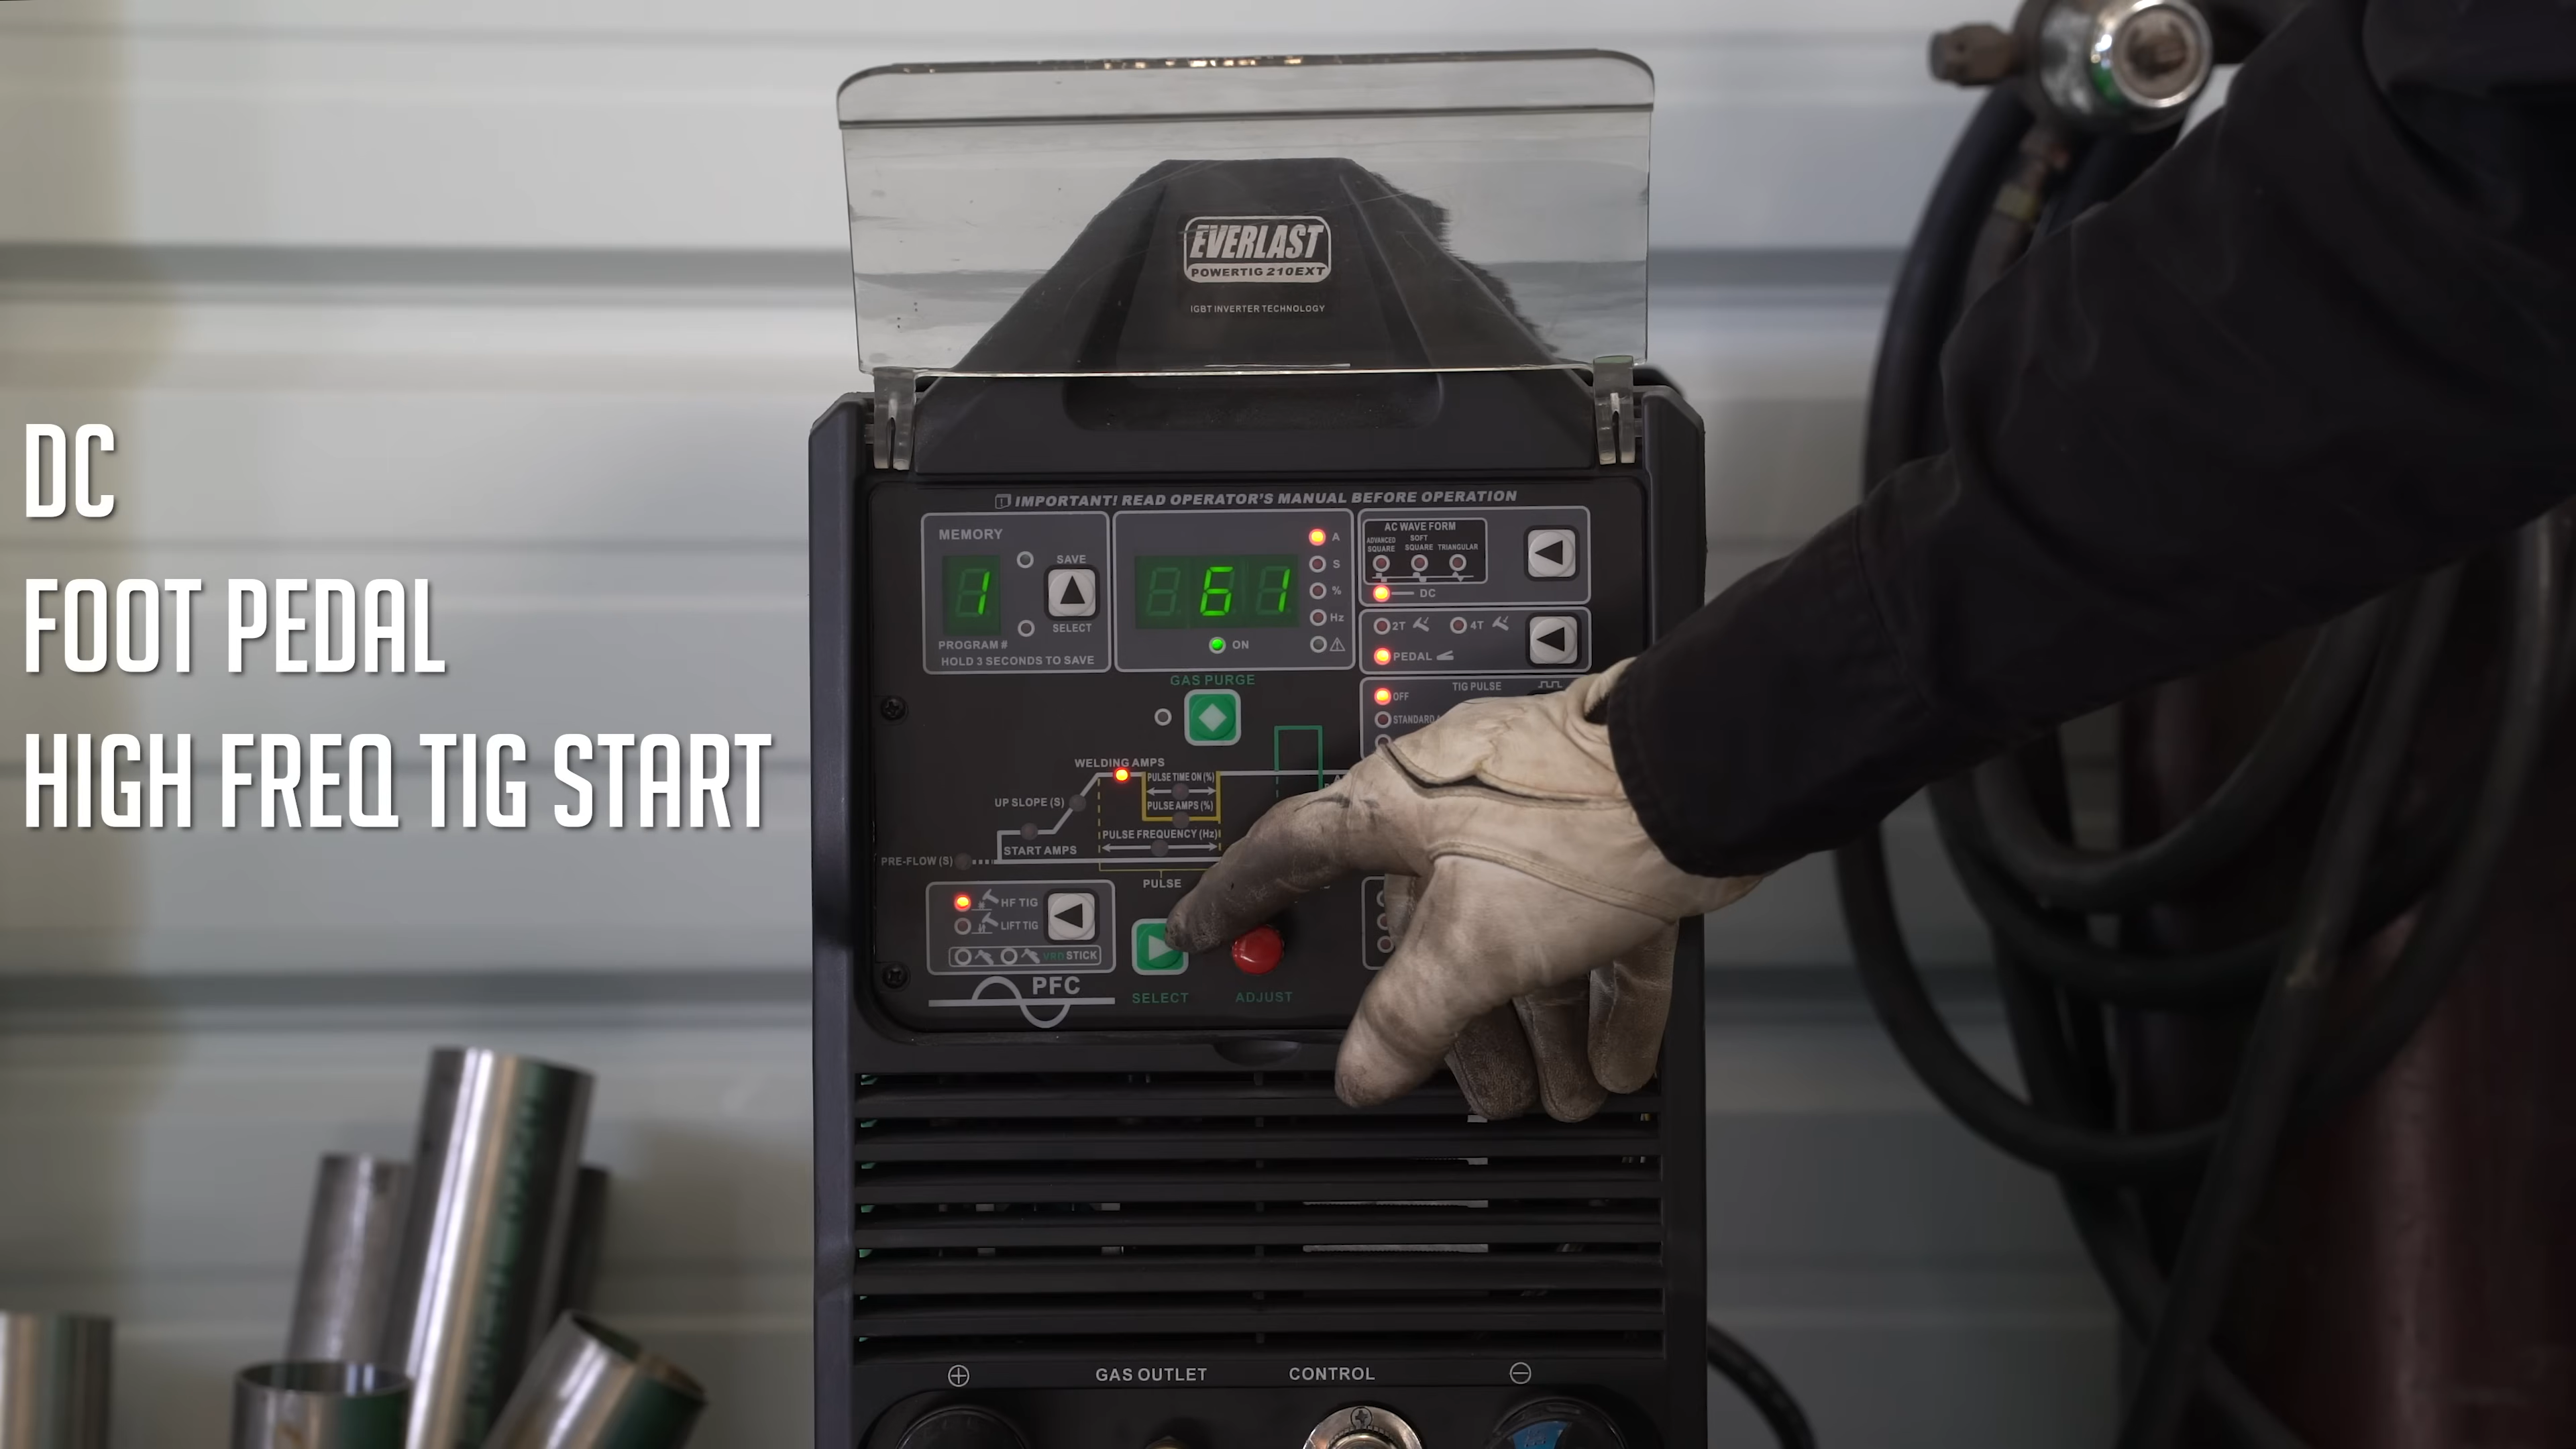 EVERLAST
POWERTIG 210EXT
IGBT INVERTER TECHNOLOGY
DC
FOOT PEDAL
HIGH FREQ TIG START
IMPORTANT! READ OPERATOR'S MANUAL BEFORE OPERATION
MEMORY
SAVE
1
SELECT
PROGRAM #
HOLD 3 SECONDS TO SAVE
61
A
S
%
Hz
ON
AC WAVE FORM
ADVANCED SQUARE
SOFT SQUARE
TRIANGULAR
DC
2T
4T
PEDAL
GAS PURGE
TIG PULSE
OFF
STANDARD
WELDING AMPS
PULSE TIME ON (%)
UP SLOPE (S)
PULSE AMPS (%)
PULSE FREQUENCY (Hz)
START AMPS
PRE-FLOW (S)
PULSE
HF TIG
LIFT TIG
VRD STICK
PFC
SELECT
ADJUST
GAS OUTLET
CONTROL